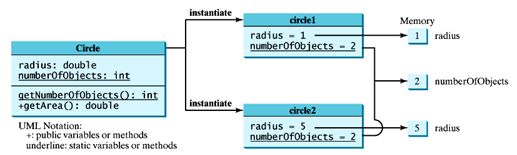 Circle
radius: double
numberOfObjects: int
getNumberOfObjects(): int
+getArea(): double
UML Notation:
+: public variables or methods
underline: static variables or methods
instantiate
instantiate
circle1
radius = 1
numberOfObjects = 2
circle2
radius = 5
numberOfObjects = 2
Memory
1 radius
2 numberOfObjects
5 radius